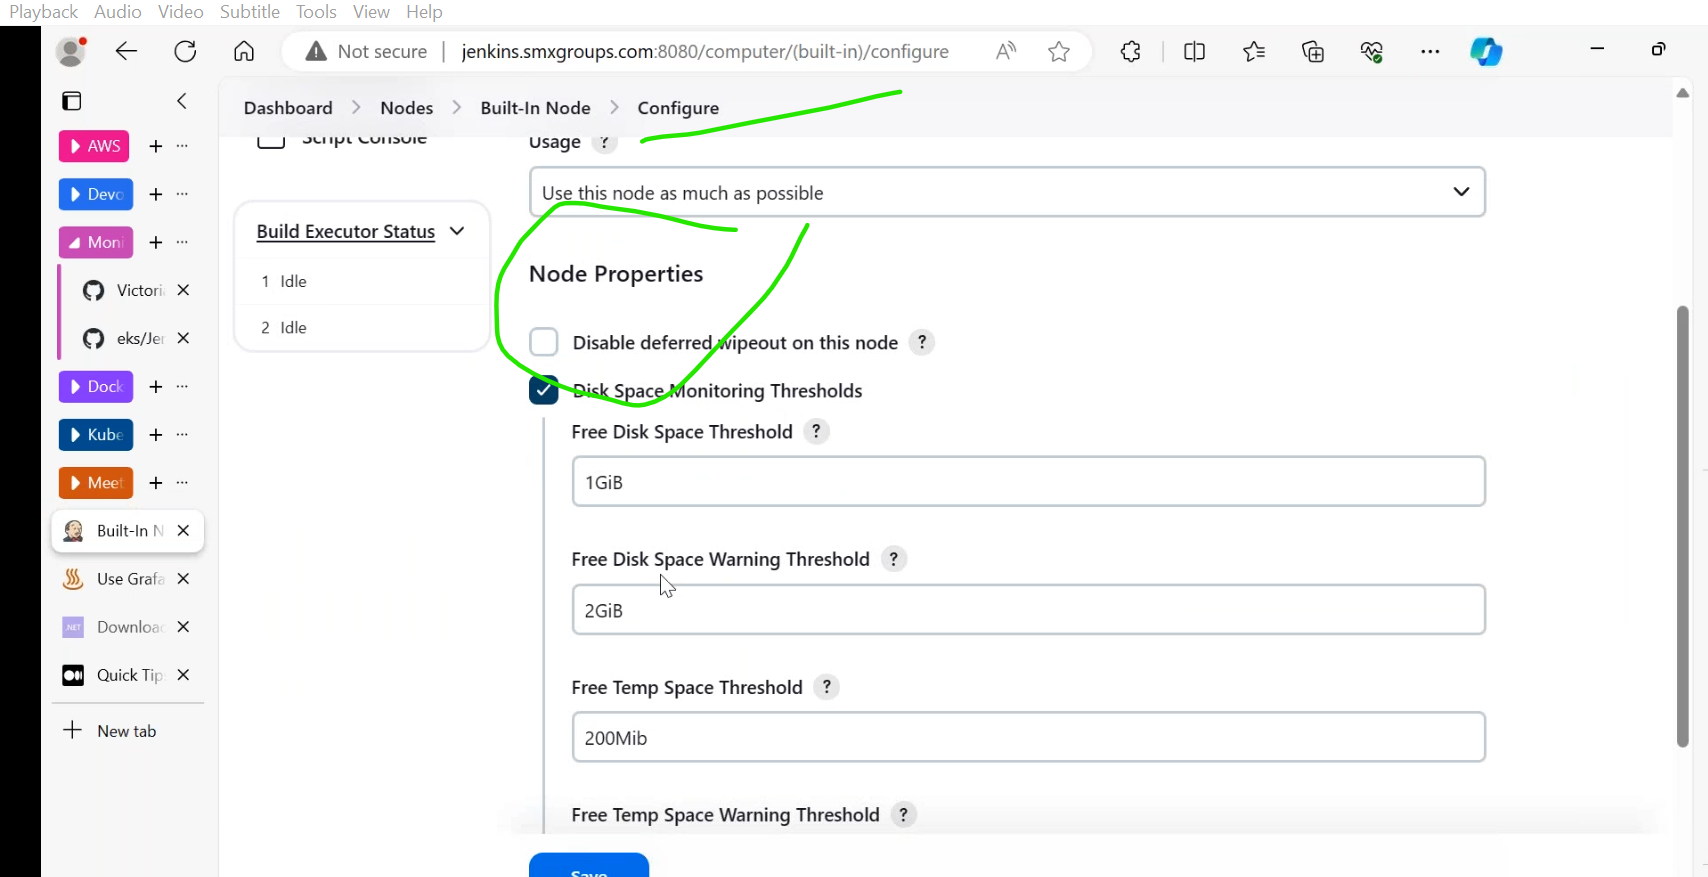 Playback Audio Video Subtitle Tools View Help
Not secure jenkins.smxgroups.com:8080/computer/(built-in)/configure
Dashboard Nodes Built-In Node Configure
Script Console
Usage ?
AWS
Use this node as much as possible
Devo
Build Executor Status
Moni
1 Idle
2 Idle
Node Properties
Victori
eks/Jer
Disable deferred wipeout on this node ?
Dock
Disk Space Monitoring Thresholds
Kube
Free Disk Space Threshold ?
Meet
1GiB
Built-In N
Free Disk Space Warning Threshold ?
Use Grafa
2GiB
.NET Download
Quick Tip
Free Temp Space Threshold ?
New tab
200Mib
Free Temp Space Warning Threshold ?
Save